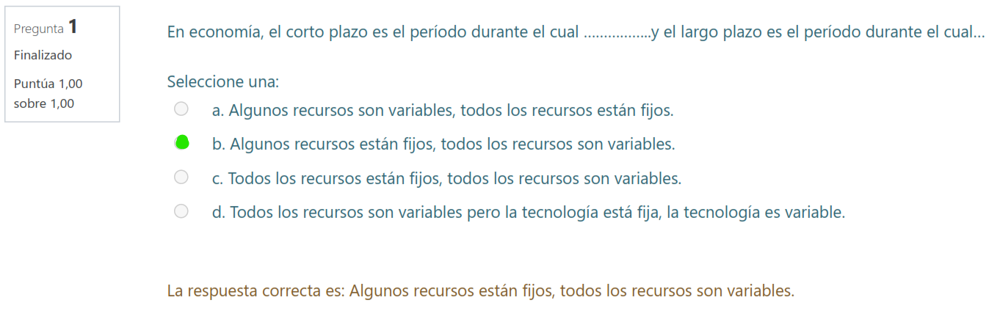 Pregunta 1
Finalizado
Puntúa 1,00
sobre 1,00
En economía, el corto plazo es el período durante el cual .................y el largo plazo es el período durante el cual...
Seleccione una:
a. Algunos recursos son variables, todos los recursos están fijos.
b. Algunos recursos están fijos, todos los recursos son variables.
c. Todos los recursos están fijos, todos los recursos son variables.
d. Todos los recursos son variables pero la tecnología está fija, la tecnología es variable.
La respuesta correcta es: Algunos recursos están fijos, todos los recursos son variables.